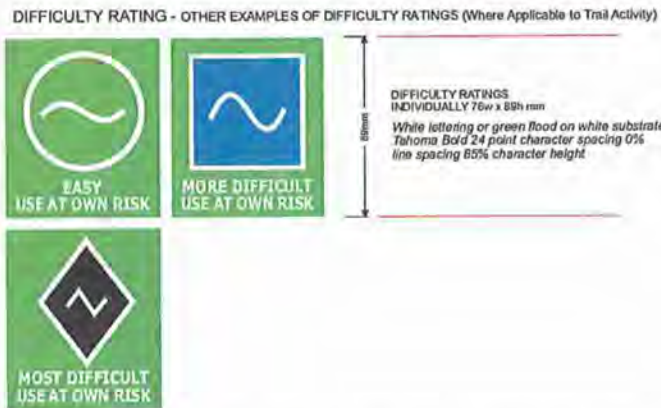 DIFFICULTY RATING - OTHER EXAMPLES OF DIFFICULTY RATINGS (Where Applicable to Trail Activity)
EASY
USE AT OWN RISK
MORE DIFFICULT
USE AT OWN RISK
89mm
DIFFICULTY RATINGS
INDIVIDUALLY 76w x 89h mm
White lettering or green flood on white substrate
Tahoma Bold 24 point character spacing 0%
line spacing 85% character height
MOST DIFFICULT
USE AT OWN RISK